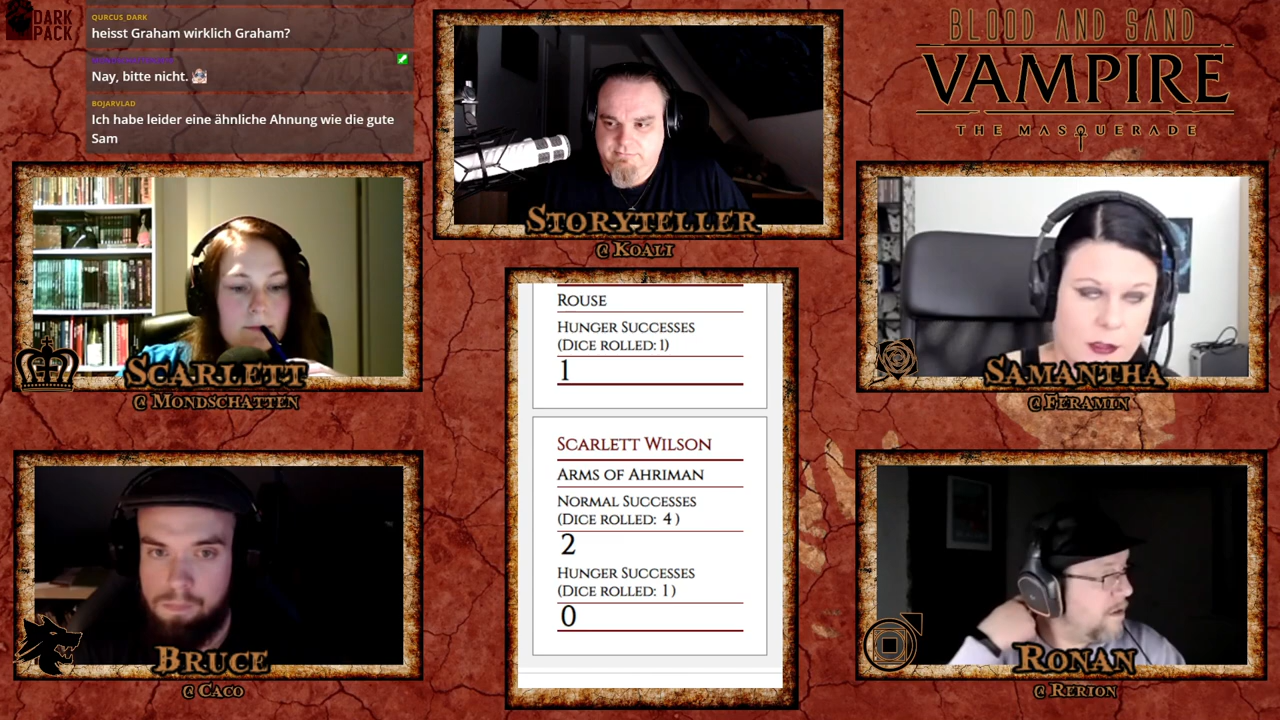 DARK
PACK
QURCUS_DARK
heisst Graham wirklich Graham?
Nay, bitte nicht.
BOJARVLAD
Ich habe leider eine ähnliche Ahnung wie die gute
Sam
BLOOD AND SAND
VAMPIRE
THE MASQUERADE
STORYTELLER
@ KOALI
SCARLETT
@ MONDSCHATTEN
SAMANTHA
@ FERAMIN
ROUSE
HUNGER SUCCESSES
(DICE ROLLED: 1)
1
SCARLETT WILSON
ARMS OF AHRIMAN
NORMAL SUCCESSES
(DICE ROLLED: 4 )
2
HUNGER SUCCESSES
(DICE ROLLED: 1 )
0
BRUCE
@ CACO
RONAN
@ RERION